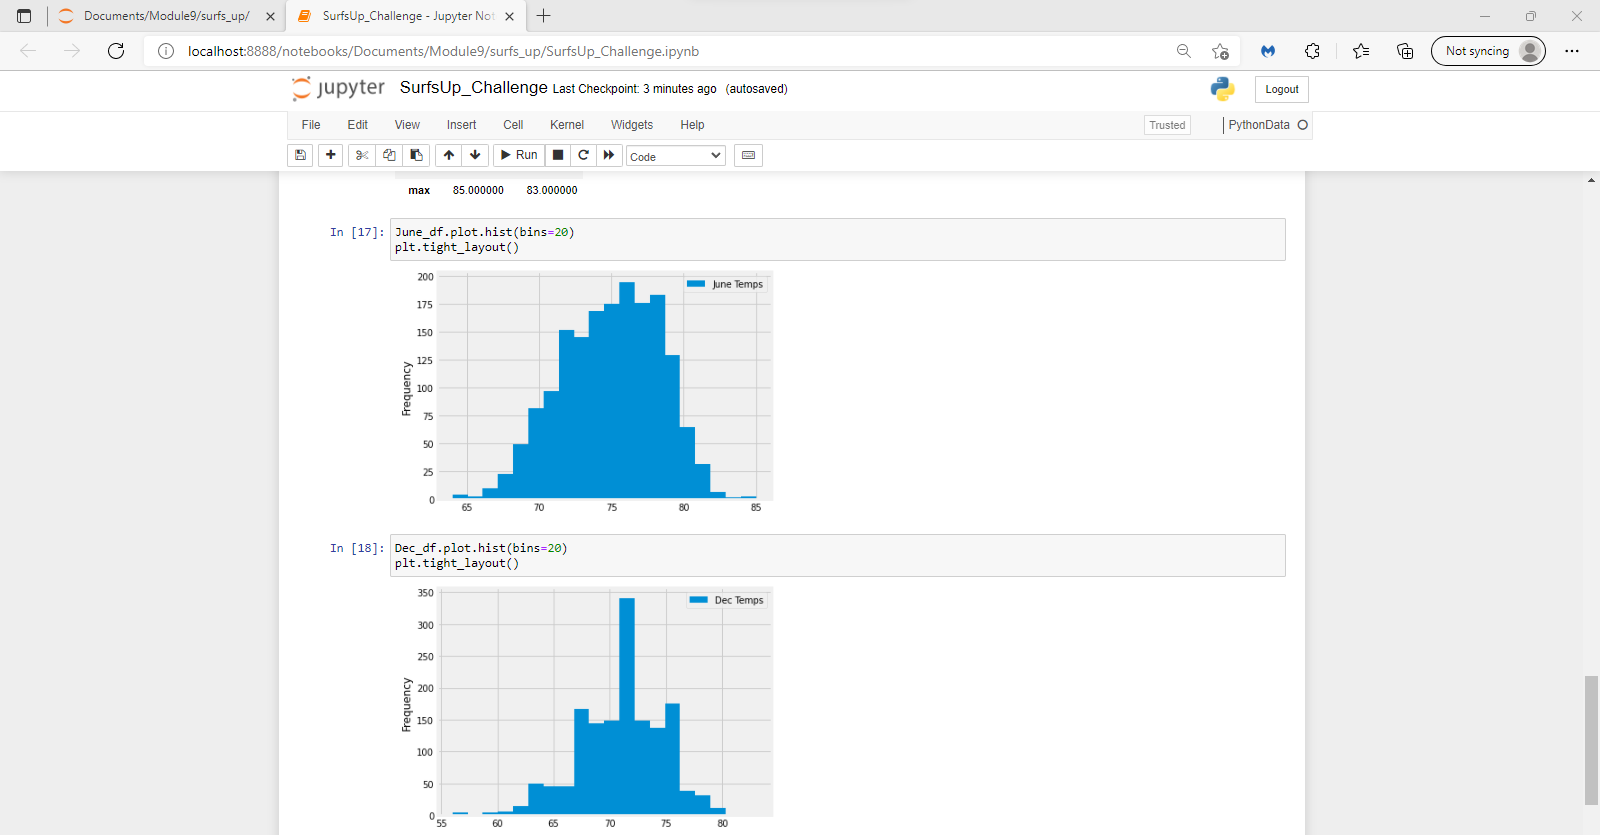 Documents/Module9/surfs_up/
SurfsUp_Challenge - Jupyter Not
localhost:8888/notebooks/Documents/Module9/surfs_up/SurfsUp_Challenge.ipynb
Not syncing
jupyter SurfsUp_Challenge Last Checkpoint: 3 minutes ago (autosaved)
Logout
File Edit View Insert Cell Kernel Widgets Help
Trusted
PythonData
Run
Code
max 85.000000 83.000000
In [17]: June_df.plot.hist(bins=20)
plt.tight_layout()
200
175
150
125
100
75
50
25
0
Frequency
June Temps
65 70 75 80 85
In [18]: Dec_df.plot.hist(bins=20)
plt.tight_layout()
350
300
250
200
150
100
50
0
Frequency
Dec Temps
55 60 65 70 75 80